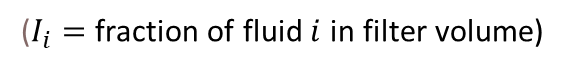 (Iᵢ = fraction of fluid i in filter volume)